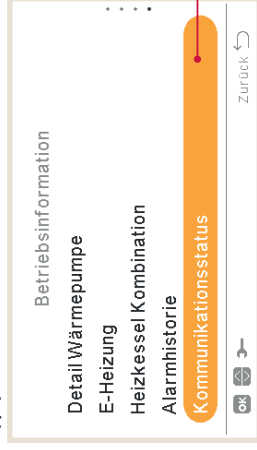 Betriebsinformation
Detail Wärmepumpe
E-Heizung
Heizkessel Kombination
Alarmhistorie
Kommunikationsstatus
OK Zurück